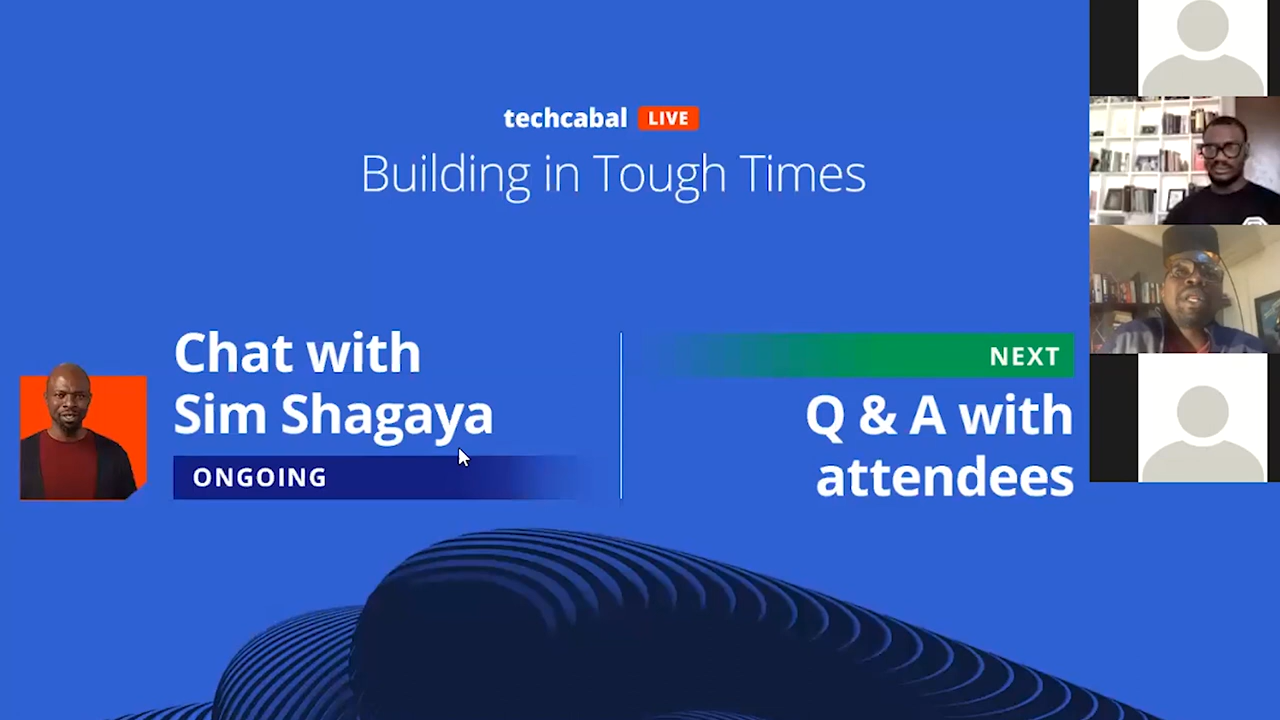 techcabal LIVE
Building in Tough Times
Chat with
Sim Shagaya
ONGOING
NEXT
Q & A with
attendees